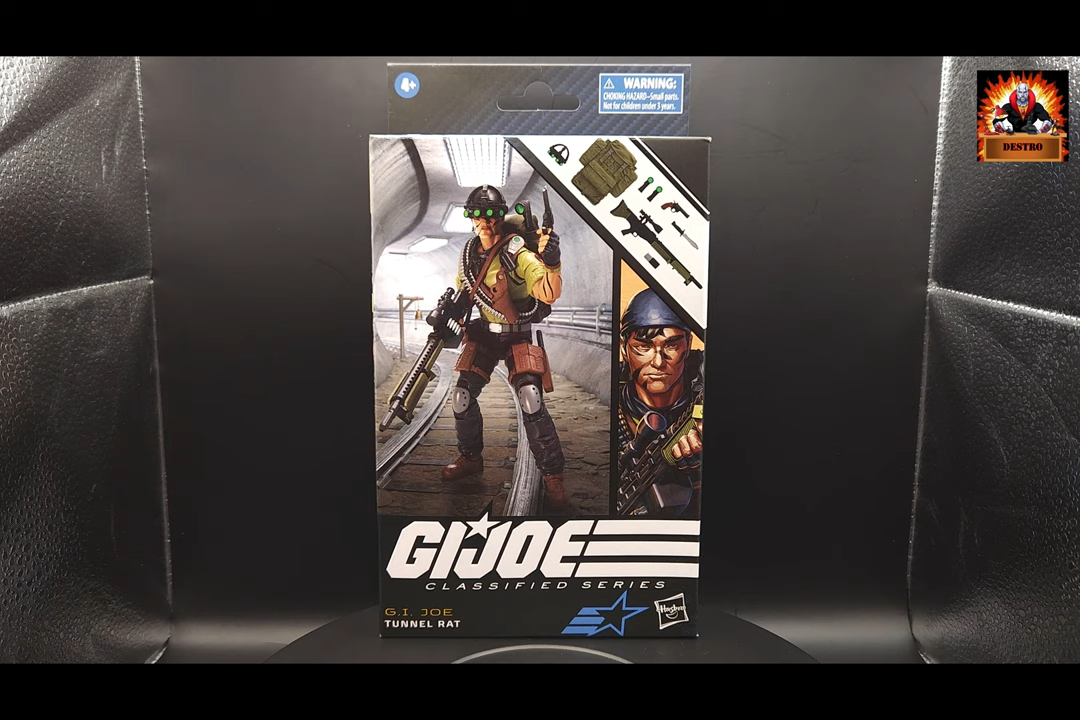 4+
WARNING:
CHOKING HAZARD–Small parts.
Not for children under 3 years.
DESTRO
GIJOE
CLASSIFIED SERIES
G.I. JOE
TUNNEL RAT
Hasbro